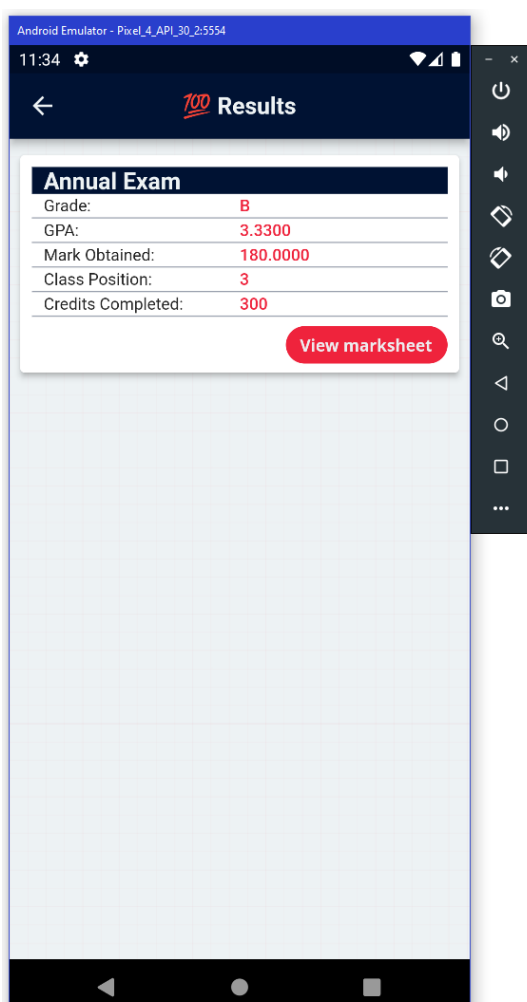 Android Emulator - Pixel_4_API_30_2:5554
11:34
💯 Results
Annual Exam
Grade: B
GPA: 3.3300
Mark Obtained: 180.0000
Class Position: 3
Credits Completed: 300
View marksheet